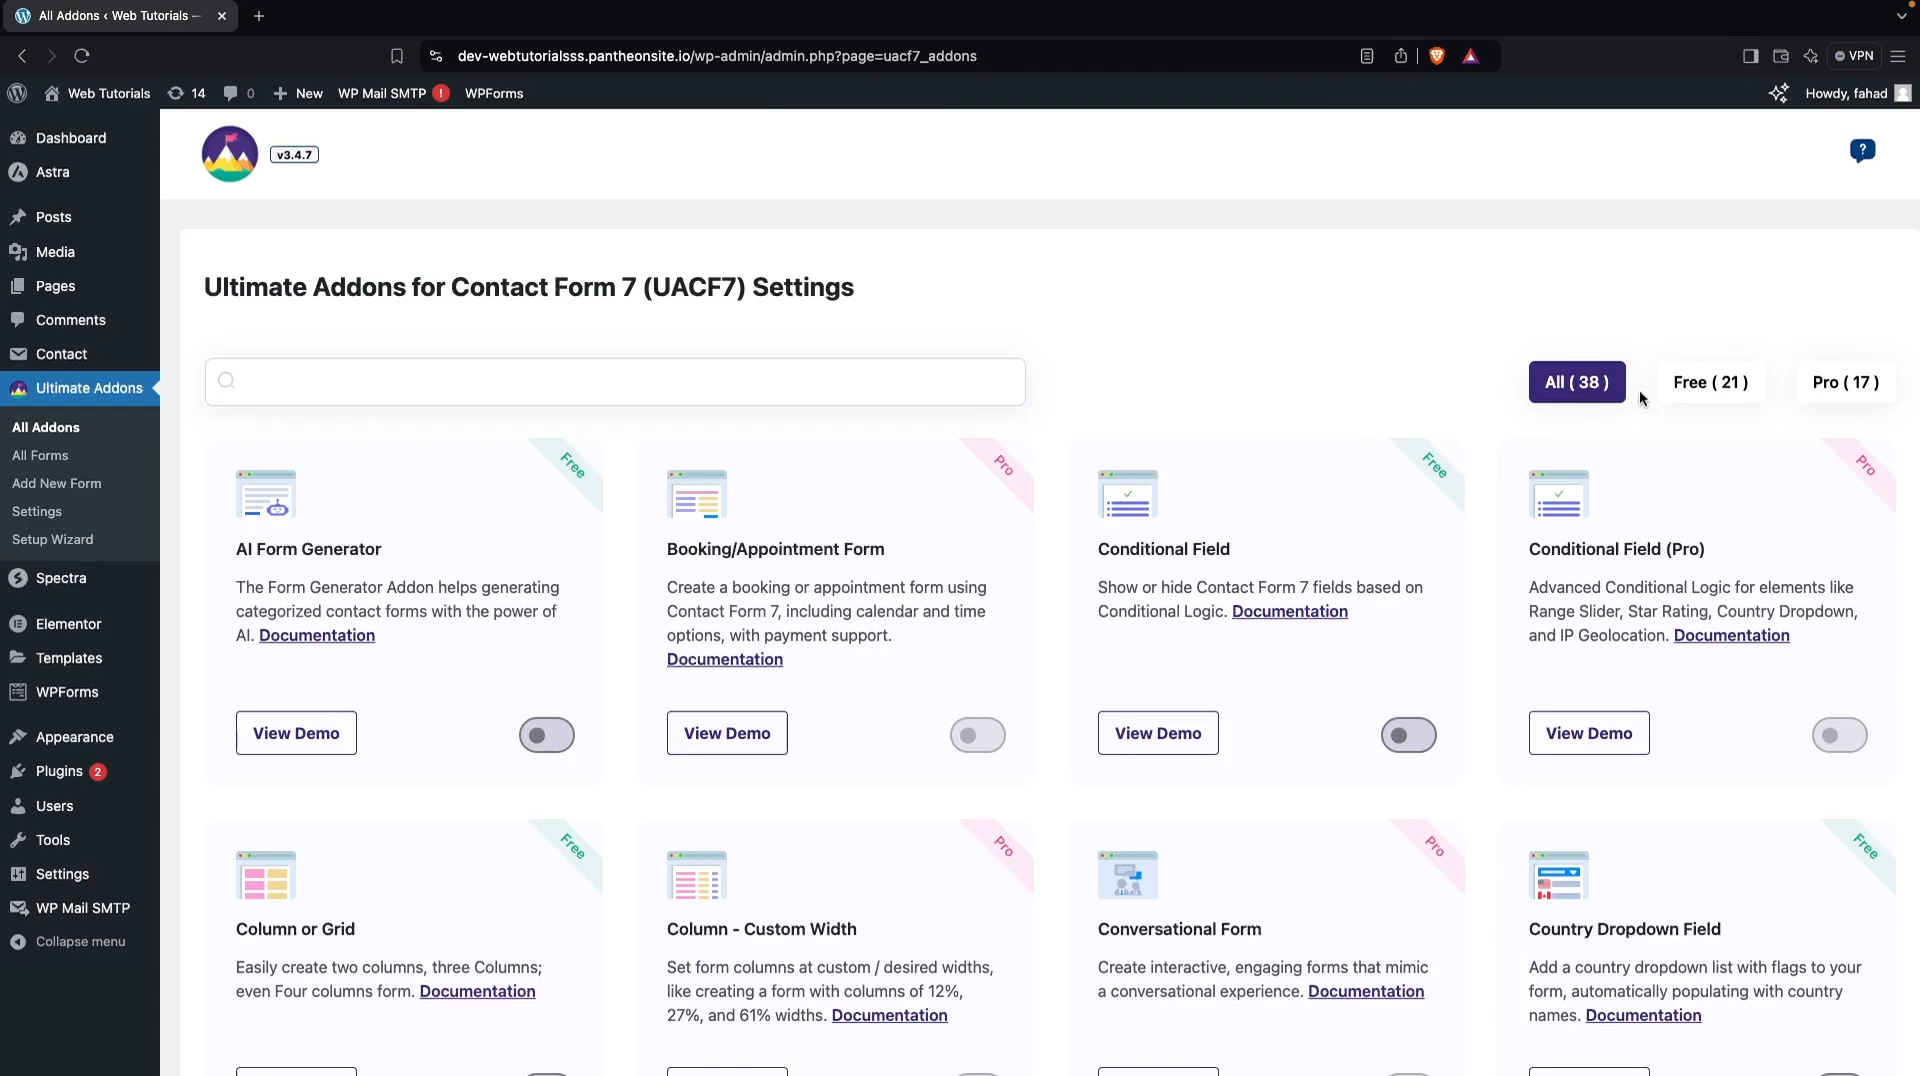 All Addons ‹ Web Tutorials —
dev-webtutorialsss.pantheonsite.io/wp-admin/admin.php?page=uacf7_addons
VPN
Web Tutorials 14 0 New WP Mail SMTP ! WPForms
Howdy, fahad
Dashboard
Astra
Posts
Media
Pages
Comments
Contact
Ultimate Addons
All Addons
All Forms
Add New Form
Settings
Setup Wizard
Spectra
Elementor
Templates
WPForms
Appearance
Plugins 2
Users
Tools
Settings
WP Mail SMTP
Collapse menu
v3.4.7
?
Ultimate Addons for Contact Form 7 (UACF7) Settings
All ( 38 )
Free ( 21 )
Pro ( 17 )
Free
AI Form Generator
The Form Generator Addon helps generating
categorized contact forms with the power of
AI. Documentation
View Demo
Pro
Booking/Appointment Form
Create a booking or appointment form using
Contact Form 7, including calendar and time
options, with payment support.
Documentation
View Demo
Free
Conditional Field
Show or hide Contact Form 7 fields based on
Conditional Logic. Documentation
View Demo
Pro
Conditional Field (Pro)
Advanced Conditional Logic for elements like
Range Slider, Star Rating, Country Dropdown,
and IP Geolocation. Documentation
View Demo
Free
Column or Grid
Easily create two columns, three Columns;
even Four columns form. Documentation
Pro
Column - Custom Width
Set form columns at custom / desired widths,
like creating a form with columns of 12%,
27%, and 61% widths. Documentation
Pro
Conversational Form
Create interactive, engaging forms that mimic
a conversational experience. Documentation
Free
Country Dropdown Field
Add a country dropdown list with flags to your
form, automatically populating with country
names. Documentation